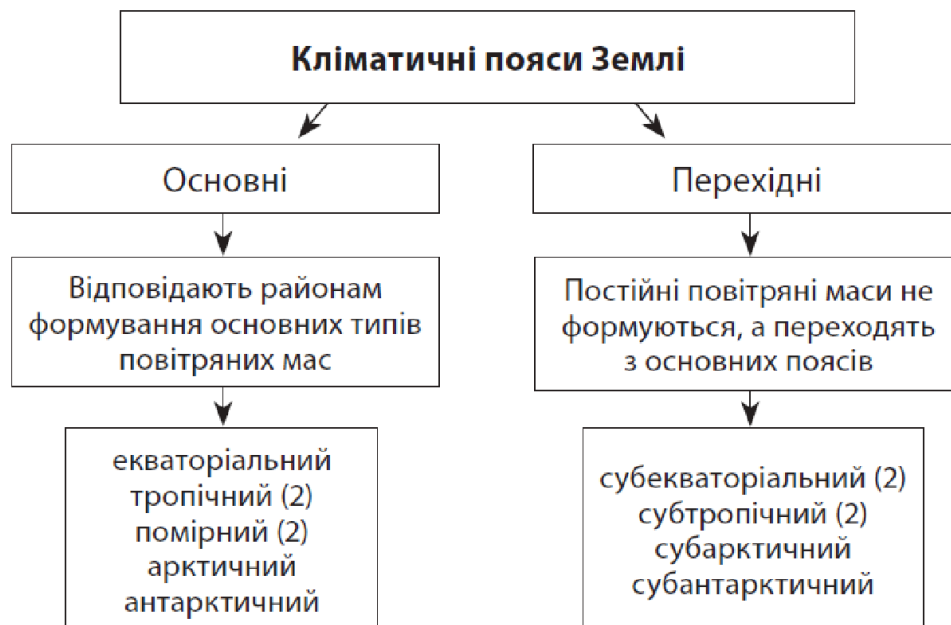 Кліматичні пояси Землі
Основні
Перехідні
Відповідають районам
формування основних типів
повітряних мас
Постійні повітряні маси не
формуються, а переходять
з основних поясів
екваторіальний
тропічний (2)
помірний (2)
арктичний
антарктичний
субекваторіальний (2)
субтропічний (2)
субарктичний
субантарктичний